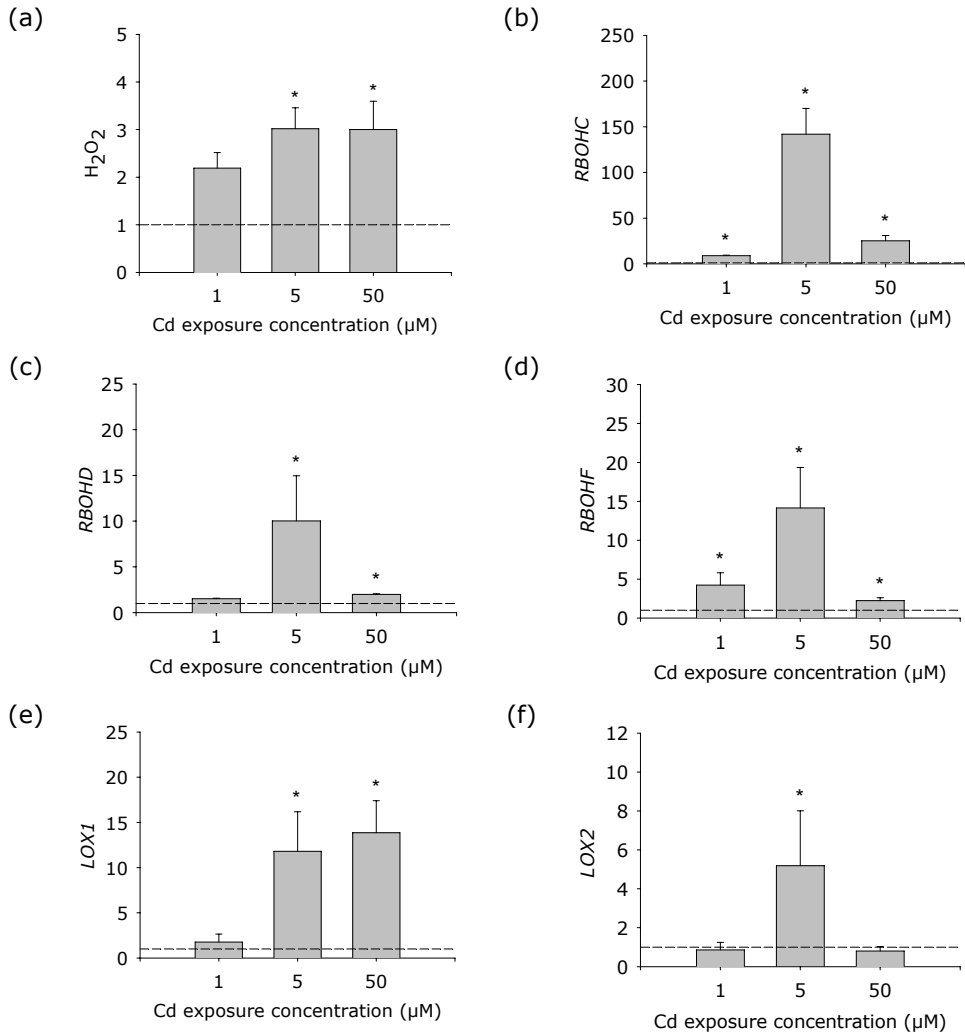 (a)
5
4
3
2
1
0
H₂O₂
*
*
1 5 50
Cd exposure concentration (µM)
(b)
250
200
150
100
50
0
RBOHC
*
*
*
1 5 50
Cd exposure concentration (µM)
(c)
25
20
15
10
5
0
RBOHD
*
*
1 5 50
Cd exposure concentration (µM)
(d)
30
25
20
15
10
5
0
RBOHF
*
*
*
1 5 50
Cd exposure concentration (µM)
(e)
25
20
15
10
5
0
LOX1
*
*
1 5 50
Cd exposure concentration (µM)
(f)
12
10
8
6
4
2
0
LOX2
*
1 5 50
Cd exposure concentration (µM)